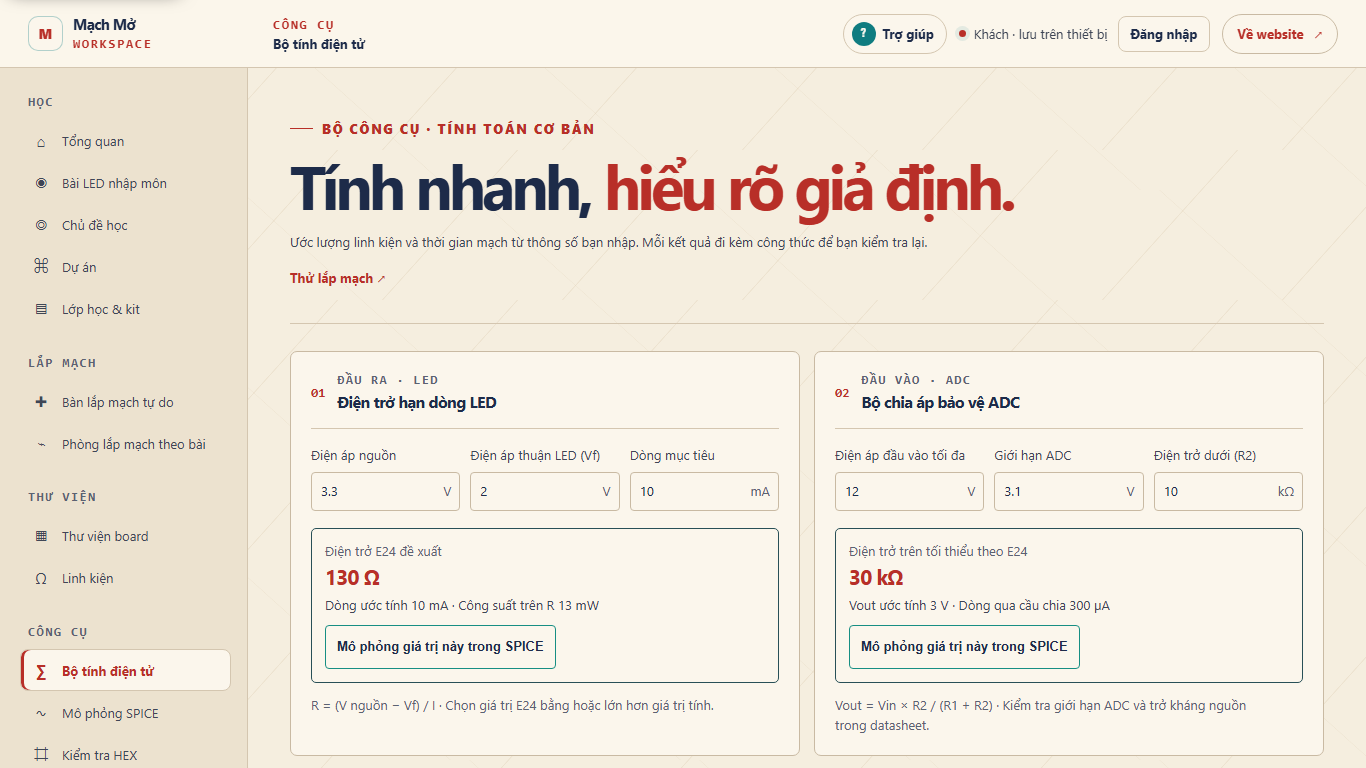 M
Mạch Mở
WORKSPACE
CÔNG CỤ
Bộ tính điện tử
? Trợ giúp
Khách · lưu trên thiết bị
Đăng nhập
Về website ↗
HỌC
Tổng quan
Bài LED nhập môn
Chủ đề học
Dự án
Lớp học & kit
LẮP MẠCH
Bàn lắp mạch tự do
Phòng lắp mạch theo bài
THƯ VIỆN
Thư viện board
Ω Linh kiện
CÔNG CỤ
∑ Bộ tính điện tử
∿ Mô phỏng SPICE
Kiểm tra HEX
BỘ CÔNG CỤ · TÍNH TOÁN CƠ BẢN
Tính nhanh, hiểu rõ giả định.
Ước lượng linh kiện và thời gian mạch từ thông số bạn nhập. Mỗi kết quả đi kèm công thức để bạn kiểm tra lại.
Thử lắp mạch ↗
01
ĐẦU RA · LED
Điện trở hạn dòng LED
Điện áp nguồn
Điện áp thuận LED (Vf)
Dòng mục tiêu
3.3 V
2 V
10 mA
Điện trở E24 đề xuất
130 Ω
Dòng ước tính 10 mA · Công suất trên R 13 mW
Mô phỏng giá trị này trong SPICE
R = (V nguồn − Vf) / I · Chọn giá trị E24 bằng hoặc lớn hơn giá trị tính.
02
ĐẦU VÀO · ADC
Bộ chia áp bảo vệ ADC
Điện áp đầu vào tối đa
Giới hạn ADC
Điện trở dưới (R2)
12 V
3.1 V
10 kΩ
Điện trở trên tối thiểu theo E24
30 kΩ
Vout ước tính 3 V · Dòng qua cầu chia 300 µA
Mô phỏng giá trị này trong SPICE
Vout = Vin × R2 / (R1 + R2) · Kiểm tra giới hạn ADC và trở kháng nguồn
trong datasheet.